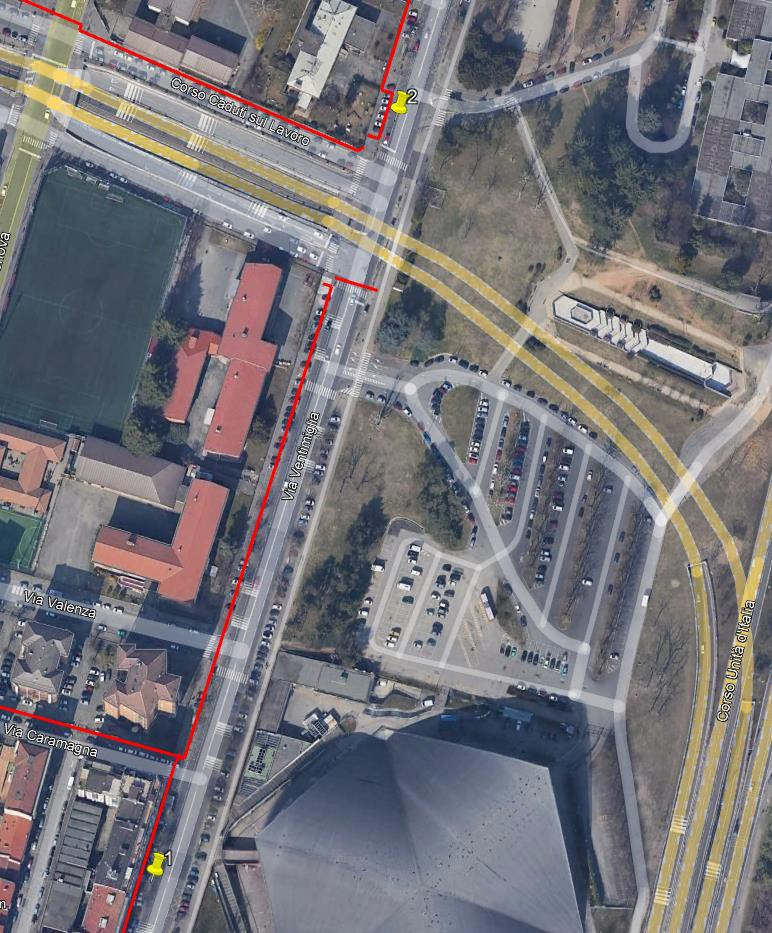 2
Corso Caduti sul Lavoro
Via Ventimiglia
Via Valenza
Corso Unità d'Italia
Via Caramagna
1